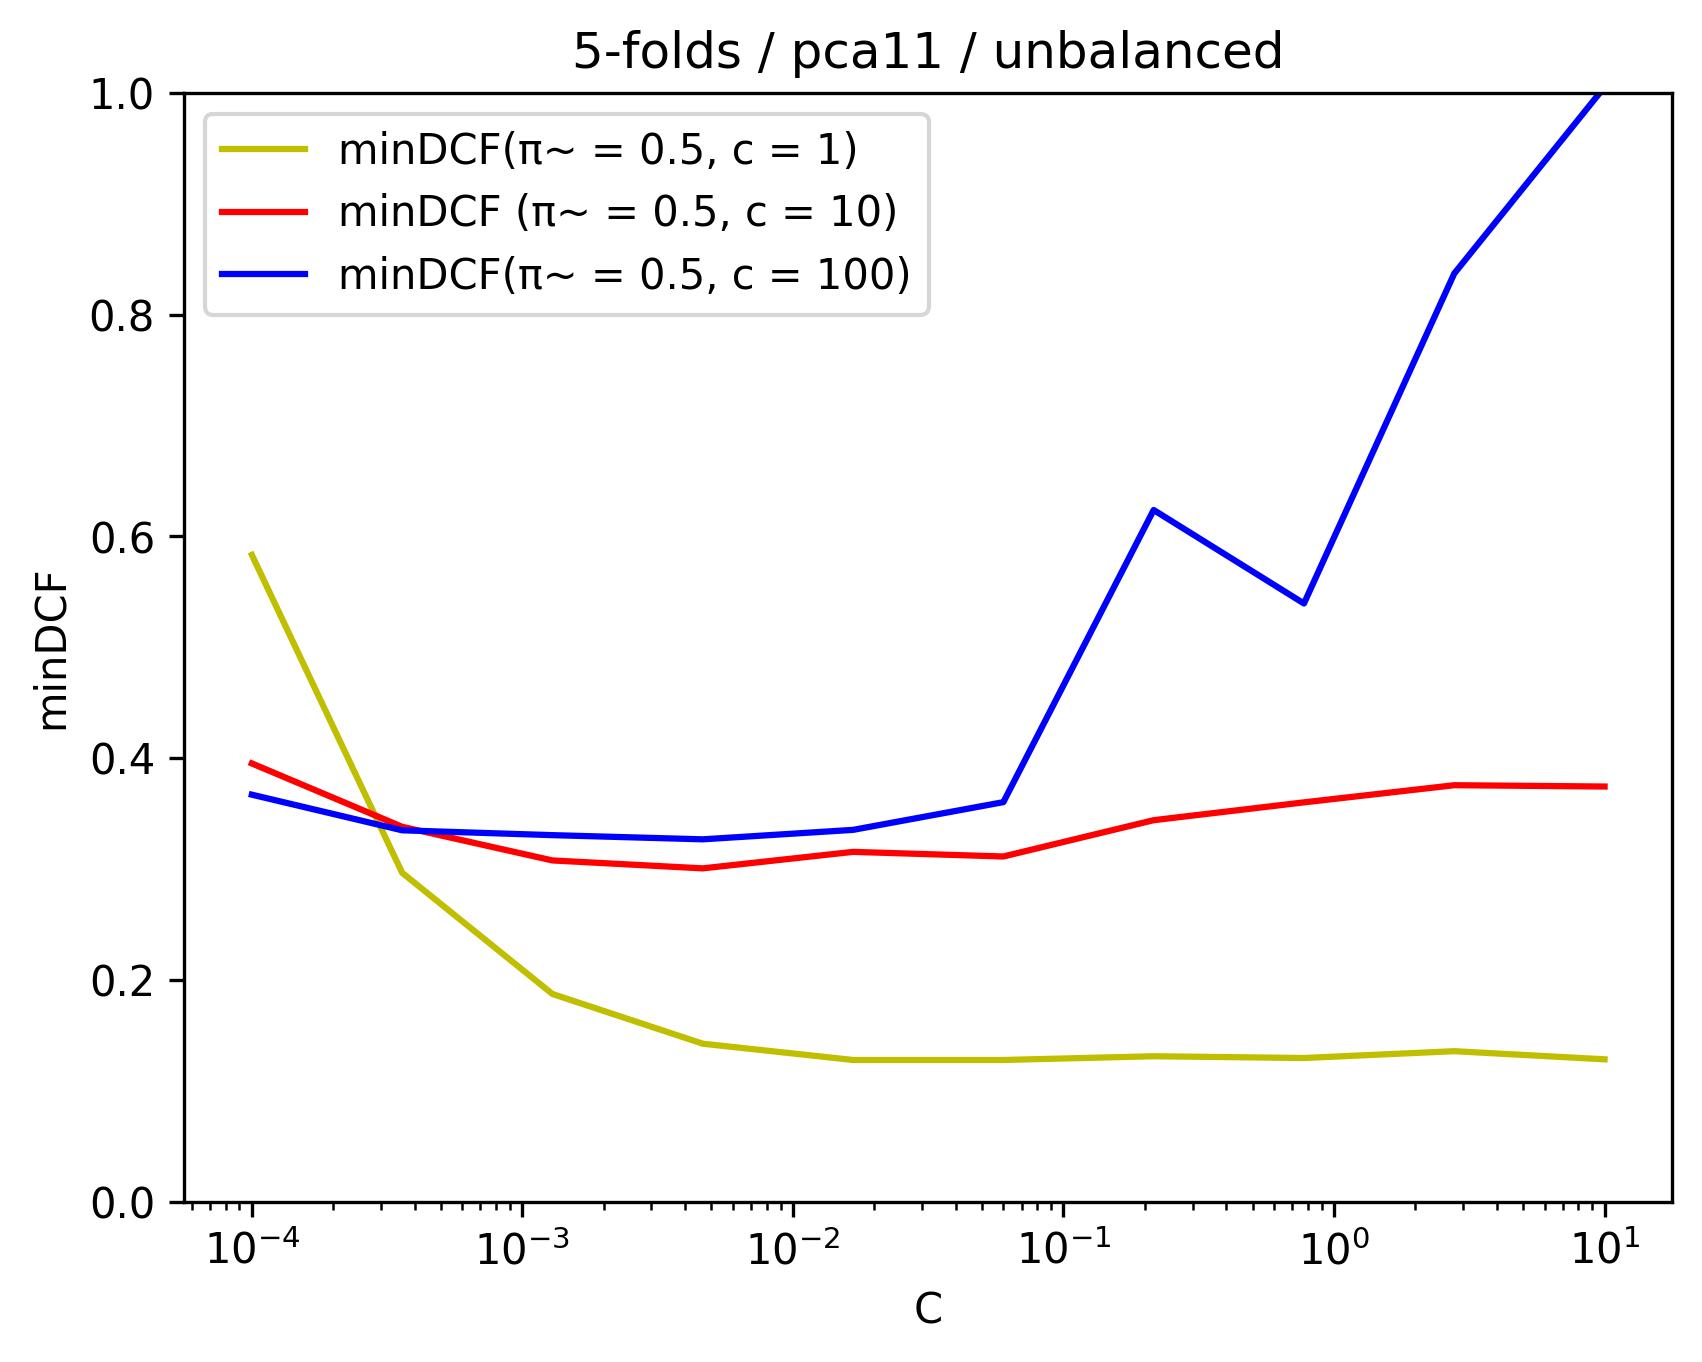 5-folds / pca11 / unbalanced
1.0
0.8
0.6
0.4
0.2
0.0
minDCF
minDCF(π~ = 0.5, c = 1)
minDCF (π~ = 0.5, c = 10)
minDCF(π~ = 0.5, c = 100)
10⁻⁴ 10⁻³ 10⁻² 10⁻¹ 10⁰ 10¹
C